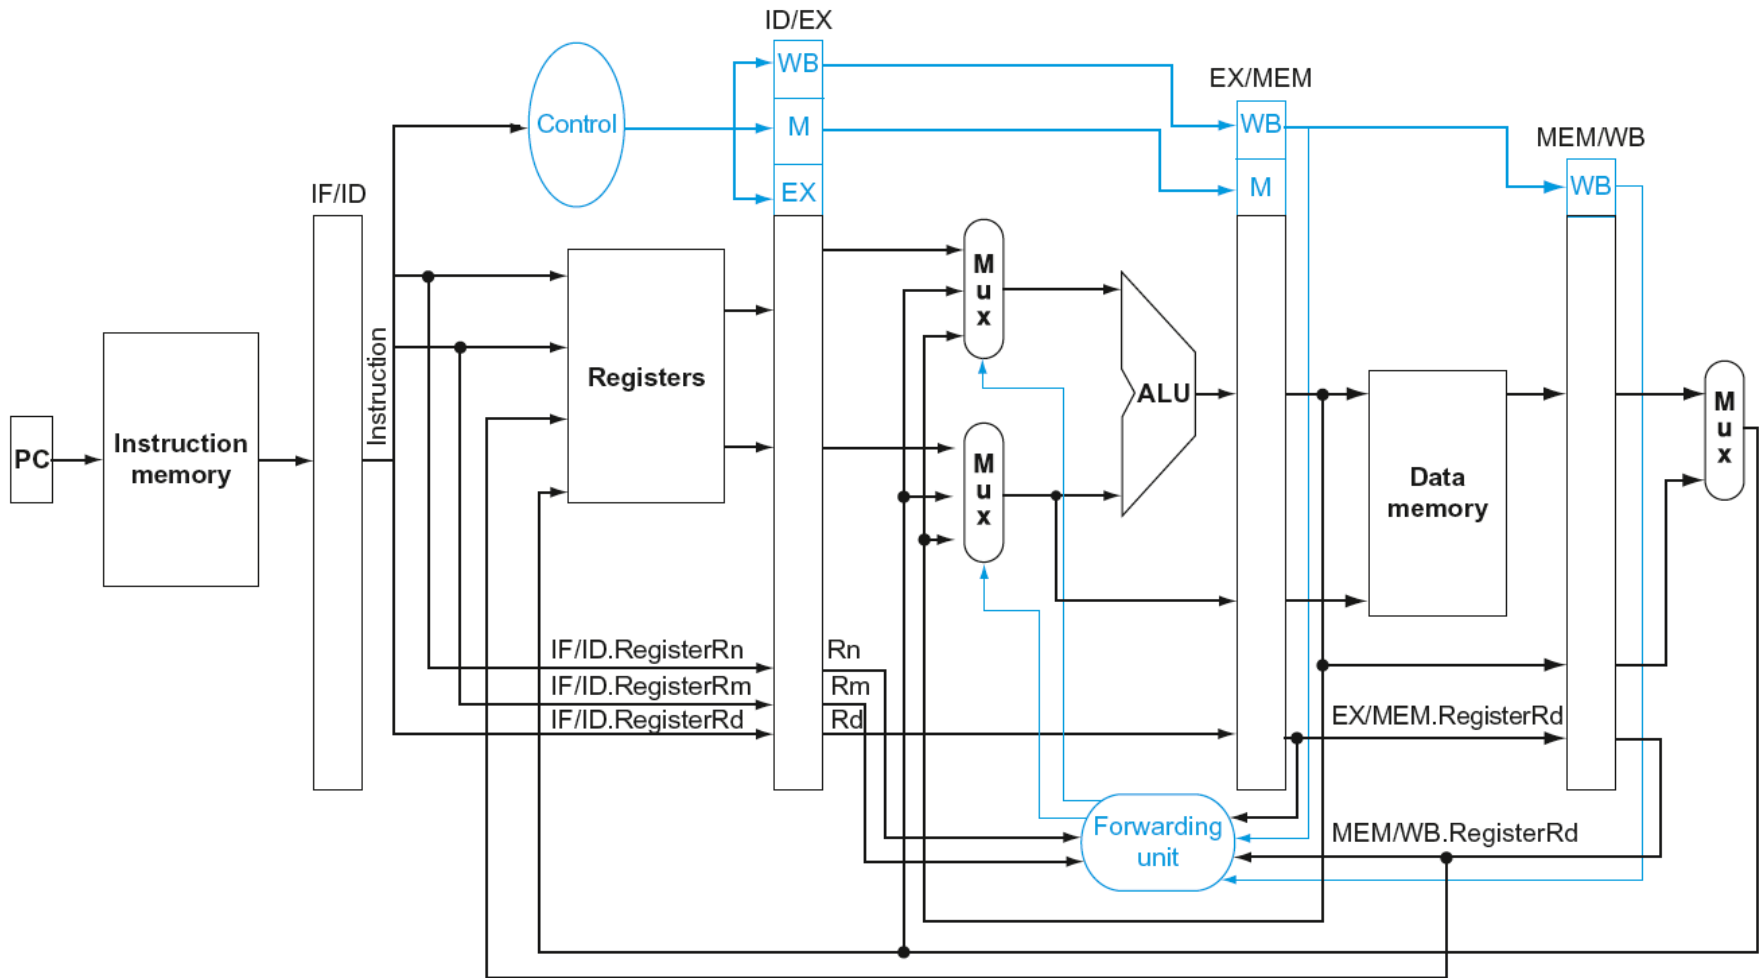 ID/EX
WB
EX/MEM
Control
M
WB
MEM/WB
IF/ID
EX
M
WB
M
u
x
Instruction
Registers
ALU
M
u
x
PC
Instruction
memory
M
u
x
Data
memory
IF/ID.RegisterRn
Rn
IF/ID.RegisterRm
Rm
IF/ID.RegisterRd
Rd
EX/MEM.RegisterRd
Forwarding
unit
MEM/WB.RegisterRd